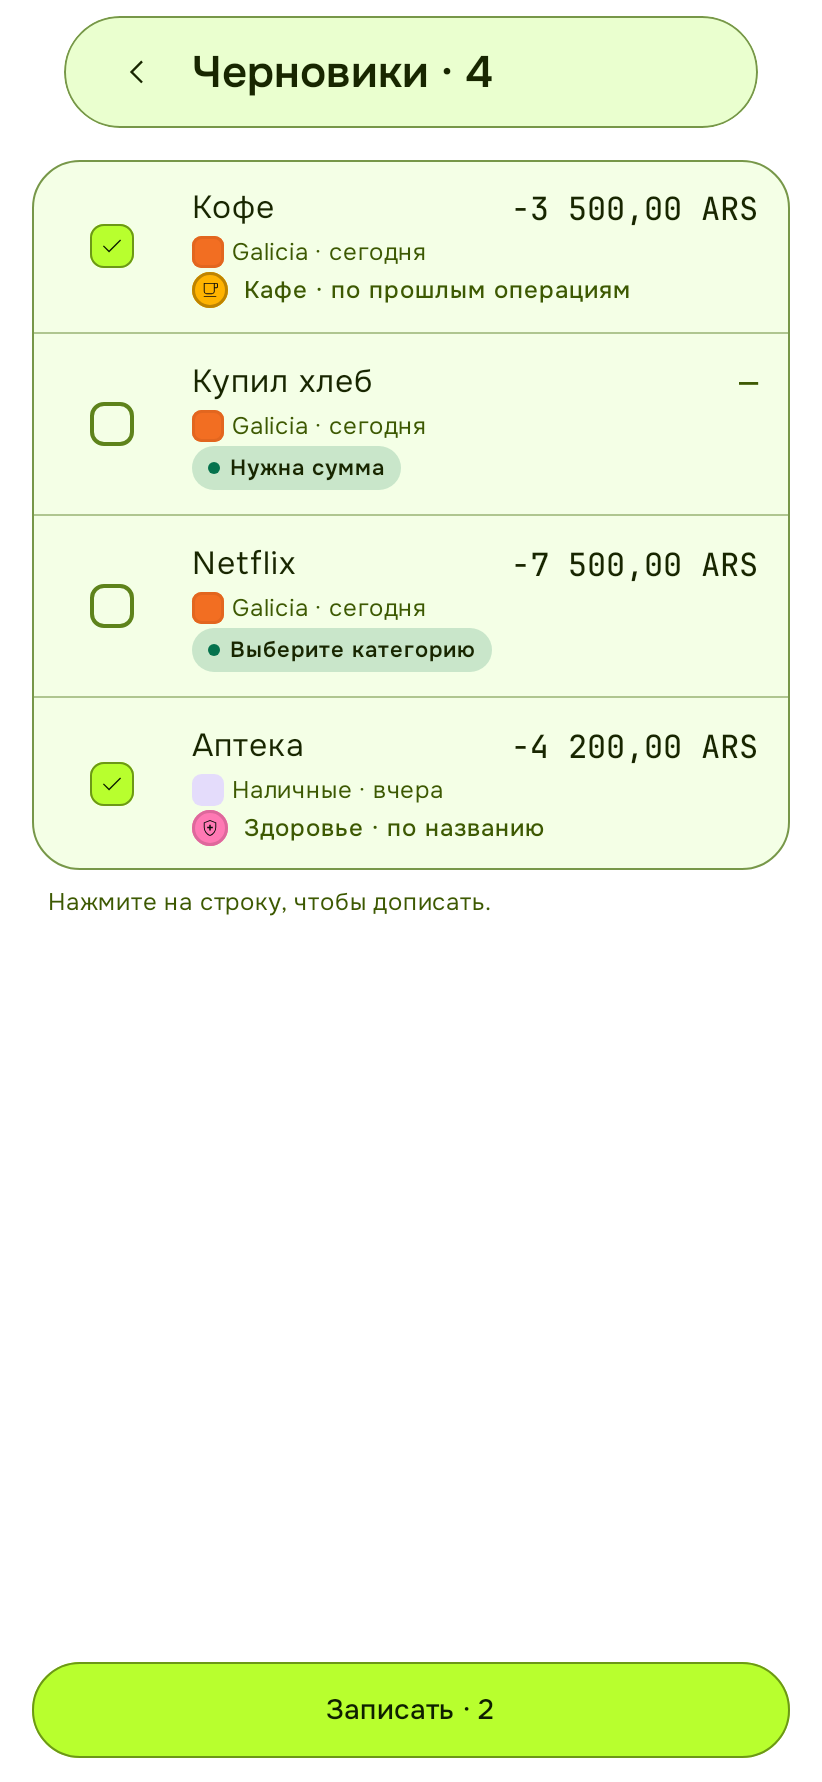 Черновики · 4
Кофе -3 500,00 ARS
Galicia · сегодня
Кафе · по прошлым операциям
Купил хлеб —
Galicia · сегодня
Нужна сумма
Netflix -7 500,00 ARS
Galicia · сегодня
Выберите категорию
Аптека -4 200,00 ARS
Наличные · вчера
Здоровье · по названию
Нажмите на строку, чтобы дописать.
Записать · 2